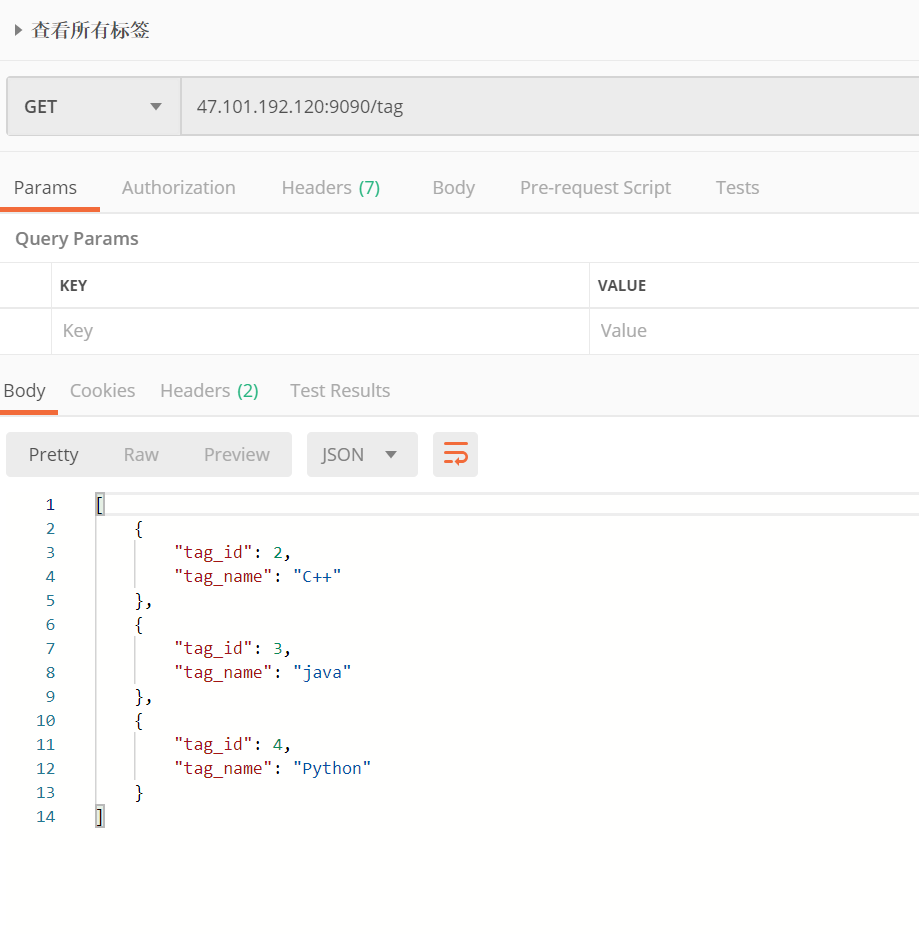 查看所有标签
GET 47.101.192.120:9090/tag
Params Authorization Headers (7) Body Pre-request Script Tests
Query Params
KEY VALUE
Key Value
Body Cookies Headers (2) Test Results
Pretty Raw Preview JSON
1 [
2 {
3 "tag_id": 2,
4 "tag_name": "C++"
5 },
6 {
7 "tag_id": 3,
8 "tag_name": "java"
9 },
10 {
11 "tag_id": 4,
12 "tag_name": "Python"
13 }
14 ]